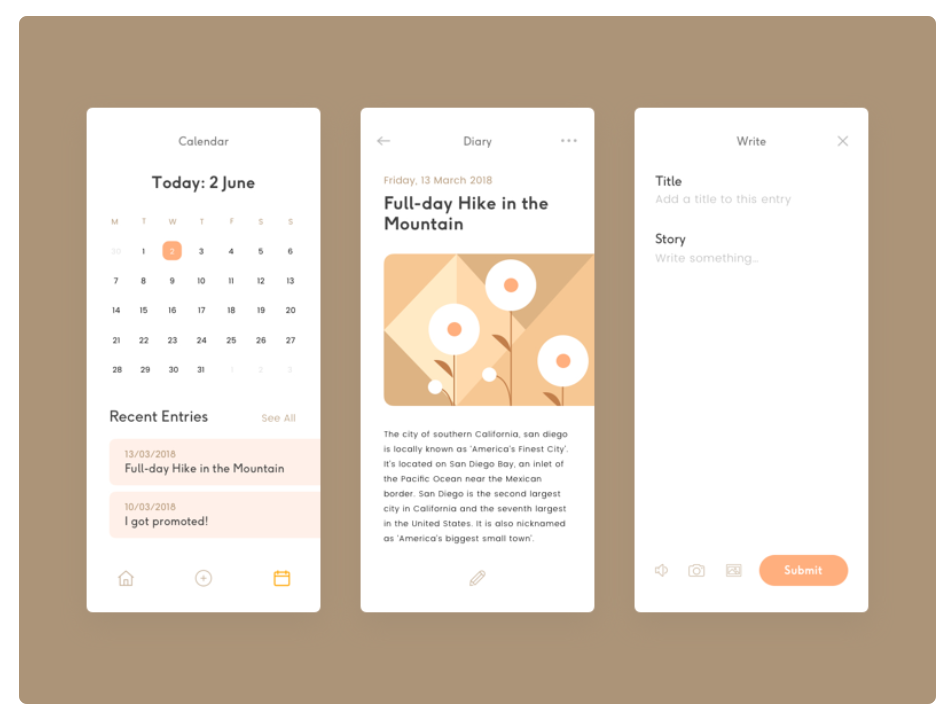 Calendar
Today: 2 June
M T W T F S S
30 1 2 3 4 5 6
7 8 9 10 11 12 13
14 15 16 17 18 19 20
21 22 23 24 25 26 27
28 29 30 31 1 2 3
Recent Entries See All
13/03/2018
Full-day Hike in the Mountain
10/03/2018
I got promoted!
Diary
Friday, 13 March 2018
Full-day Hike in the
Mountain
The city of southern California, san diego
is locally known as 'America's Finest City'.
It's located on San Diego Bay, an inlet of
the Pacific Ocean near the Mexican
border. San Diego is the second largest
city in California and the seventh largest
in the United States. It is also nicknamed
as 'America's biggest small town'.
Write
Title
Add a title to this entry
Story
Write something...
Submit